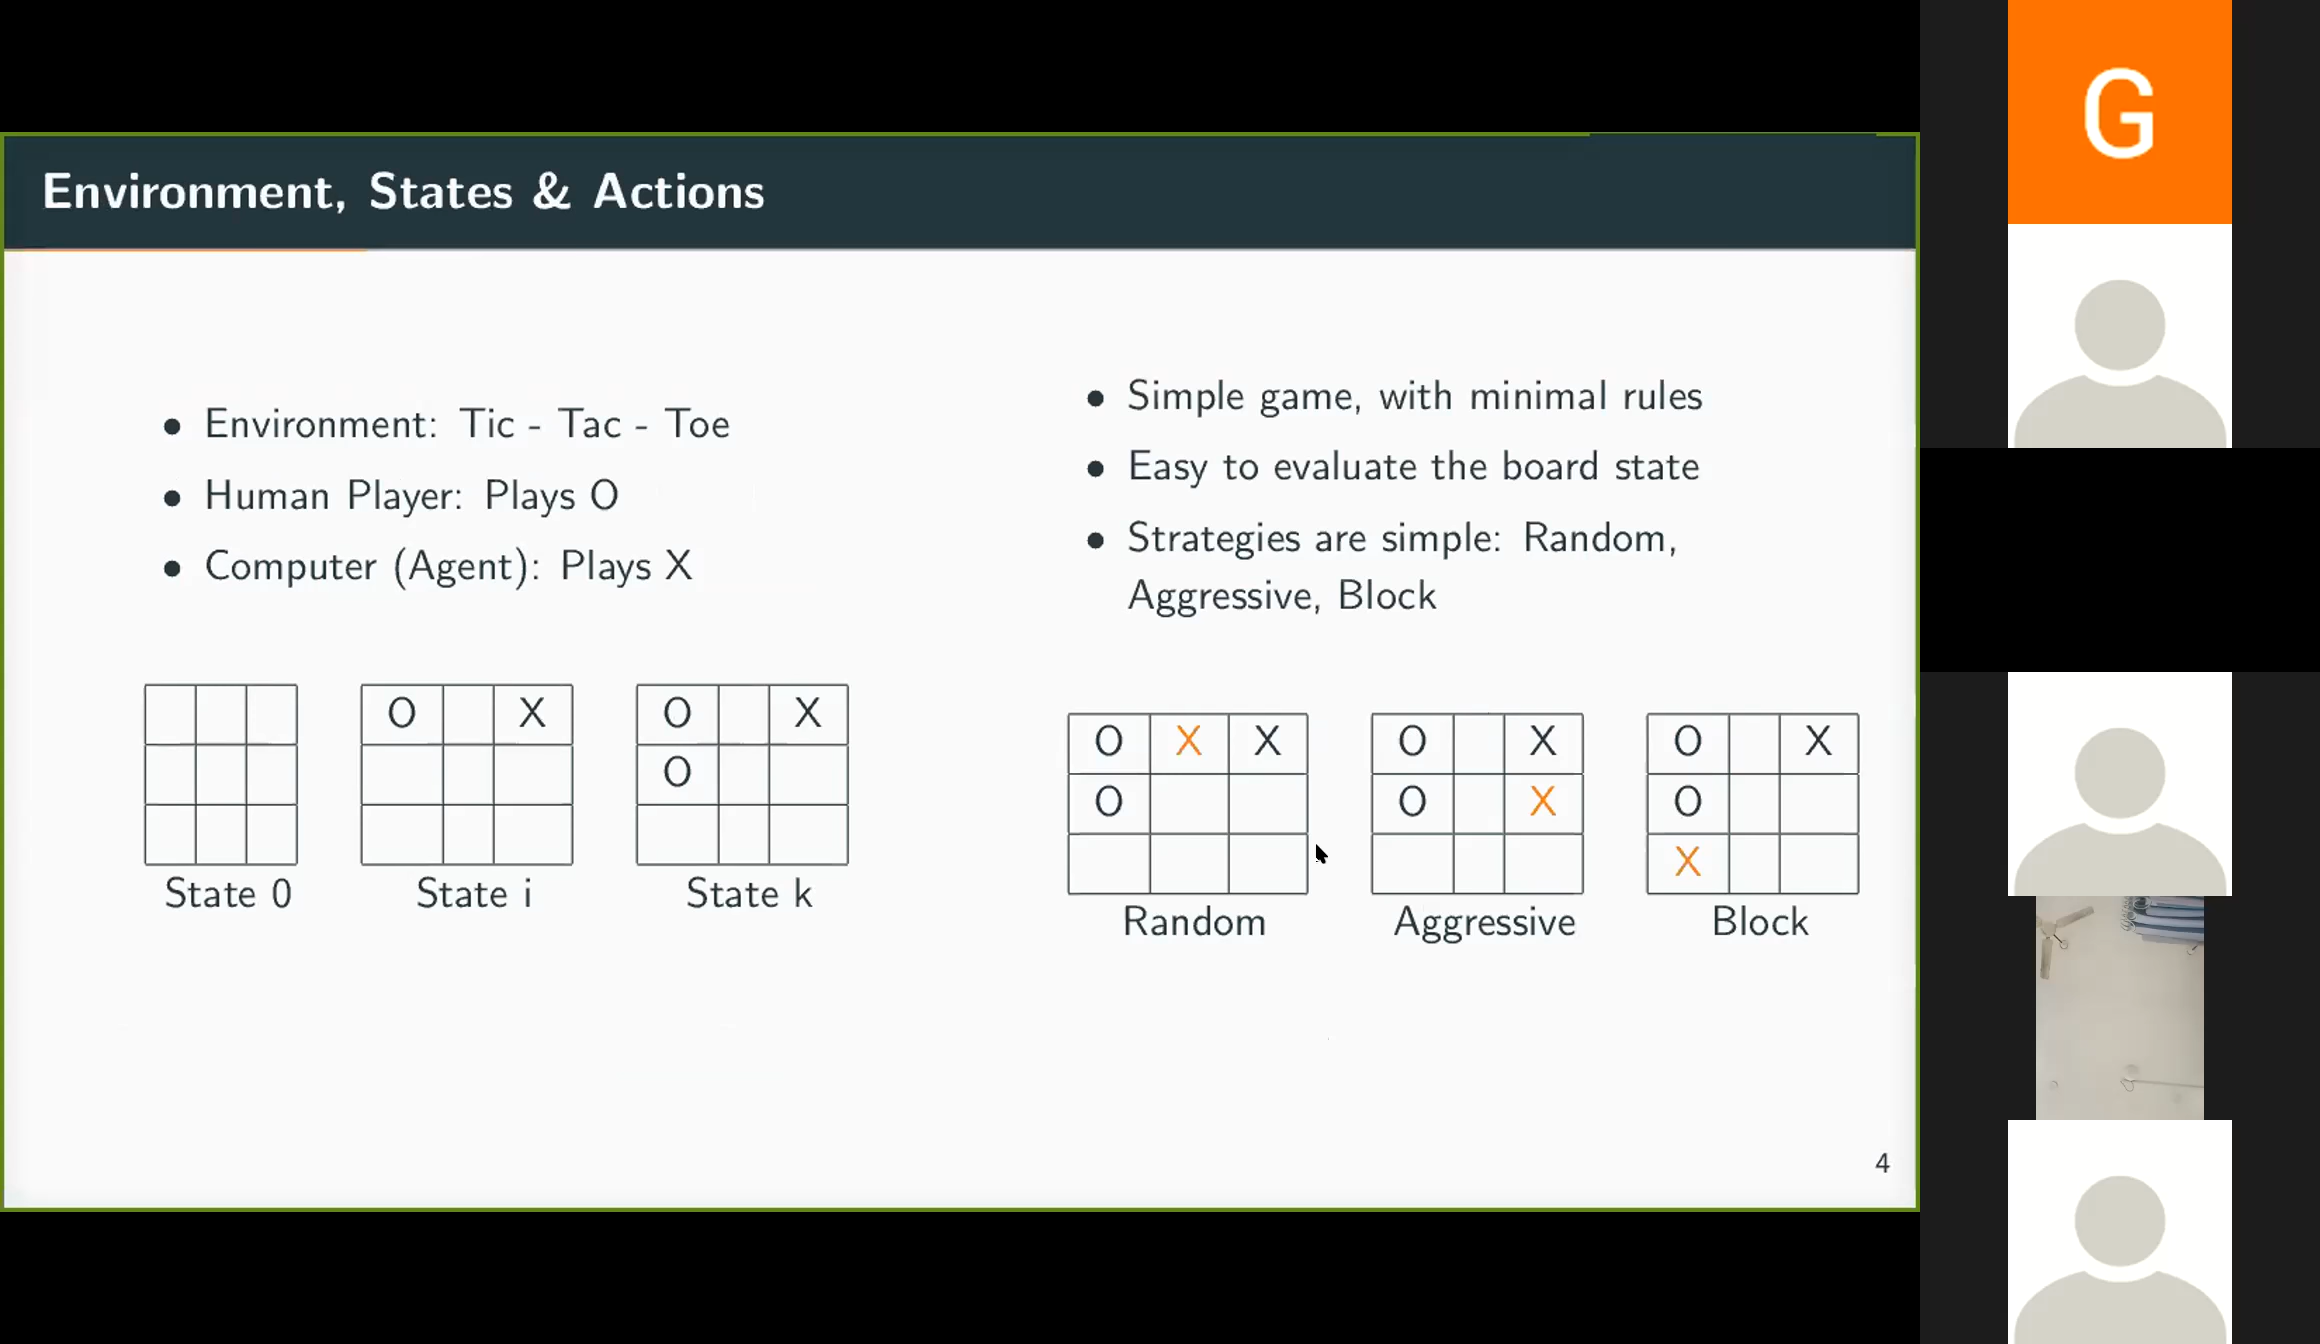 Environment, States & Actions
• Environment: Tic - Tac - Toe
• Human Player: Plays O
• Computer (Agent): Plays X
O X
O X
O
State 0 State i State k
• Simple game, with minimal rules
• Easy to evaluate the board state
• Strategies are simple: Random,
Aggressive, Block
O X X
O
O X
O X
O X
O
X
Random Aggressive Block
4
G